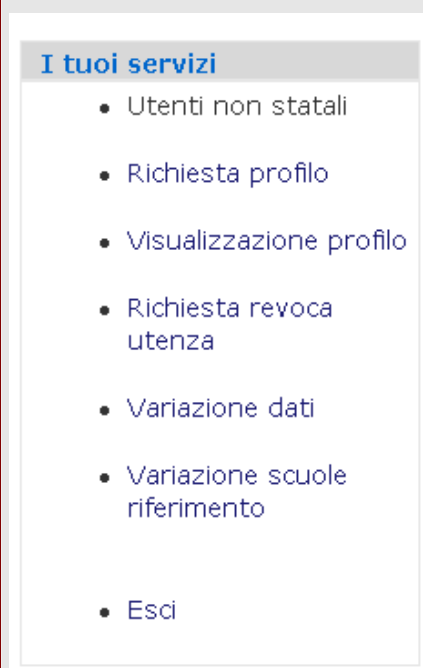 I tuoi servizi
Utenti non statali
Richiesta profilo
Visualizzazione profilo
Richiesta revoca
utenza
Variazione dati
Variazione scuole
riferimento
Esci